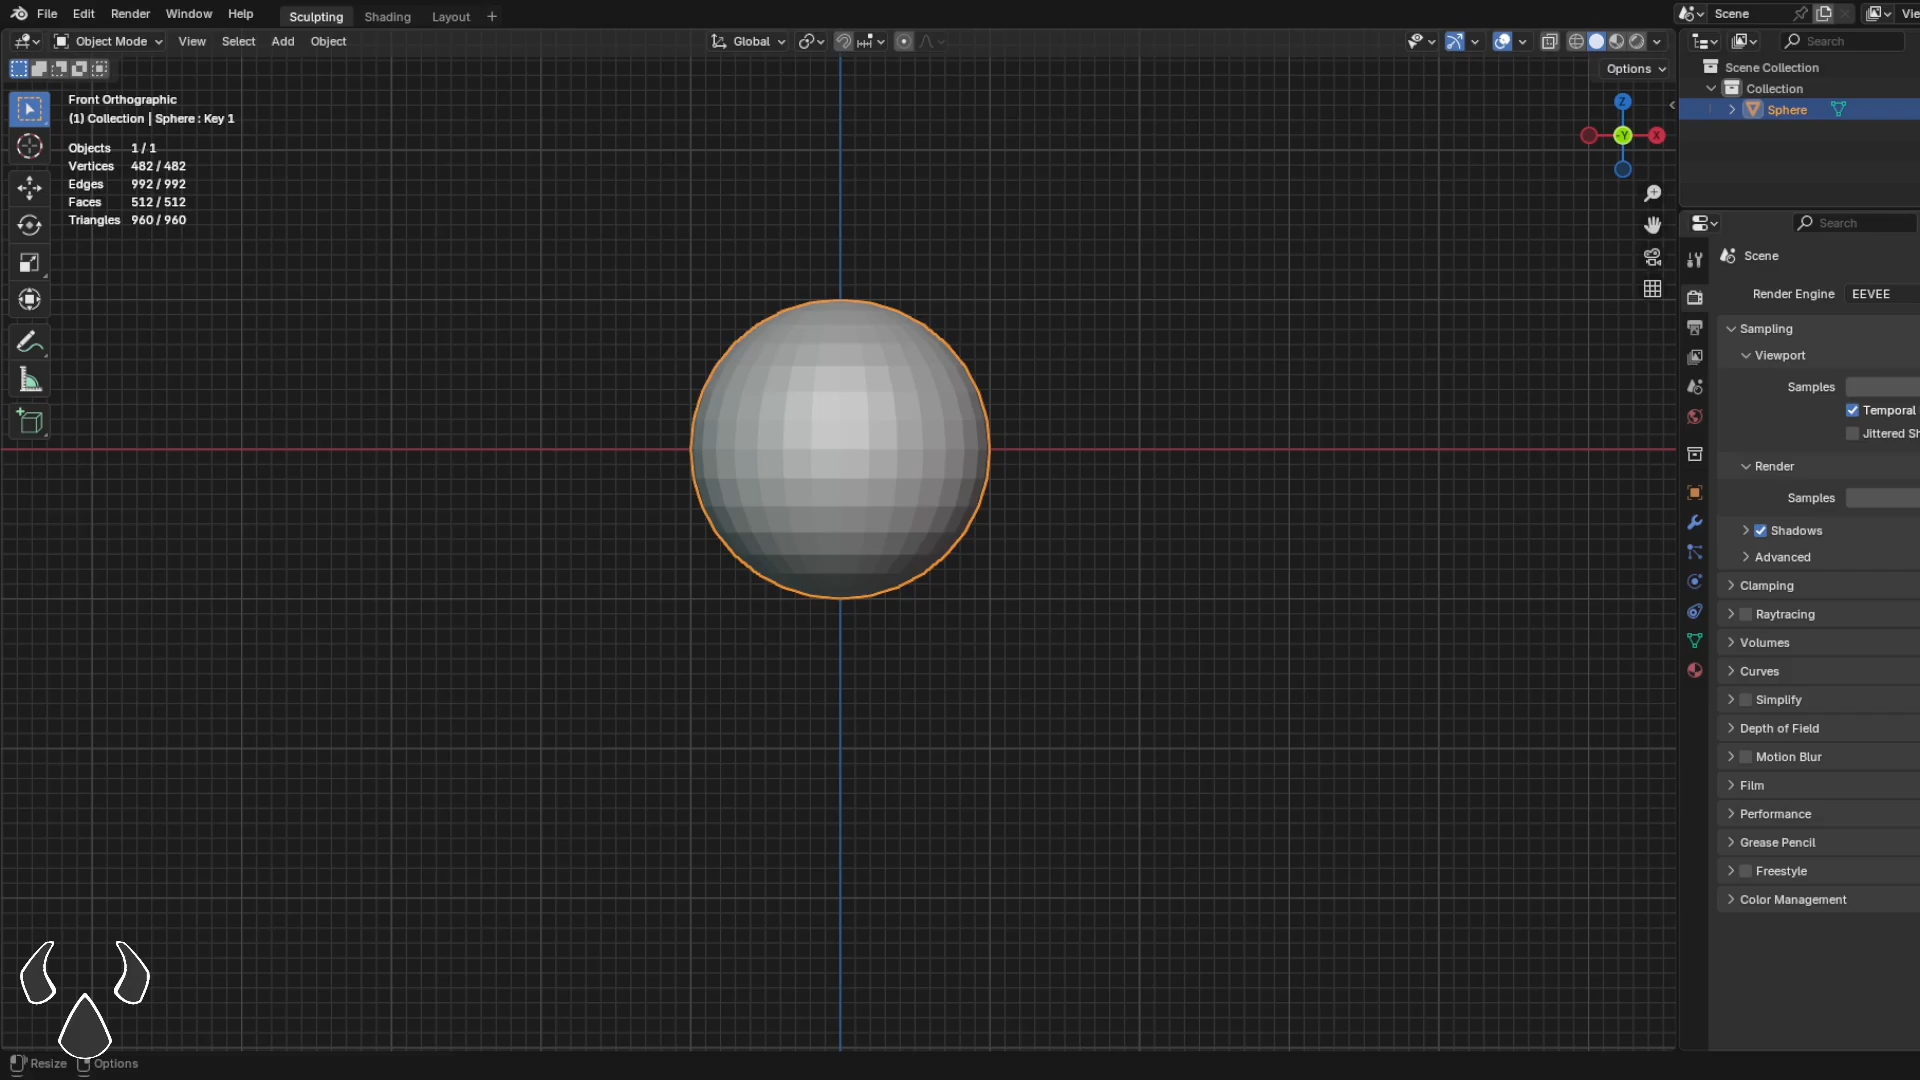 File Edit Render Window Help Sculpting Shading Layout + Scene Vie
Object Mode View Select Add Object Global Search
Options
Front Orthographic
(1) Collection | Sphere : Key 1
Objects 1 / 1
Vertices 482 / 482
Edges 992 / 992
Faces 512 / 512
Triangles 960 / 960
Z
-Y
X
Scene Collection
Collection
Sphere
Search
Scene
Render Engine EEVEE
Sampling
Viewport
Samples
Temporal
Jittered Sh
Render
Samples
Shadows
Advanced
Clamping
Raytracing
Volumes
Curves
Simplify
Depth of Field
Motion Blur
Film
Performance
Grease Pencil
Freestyle
Color Management
Resize Options